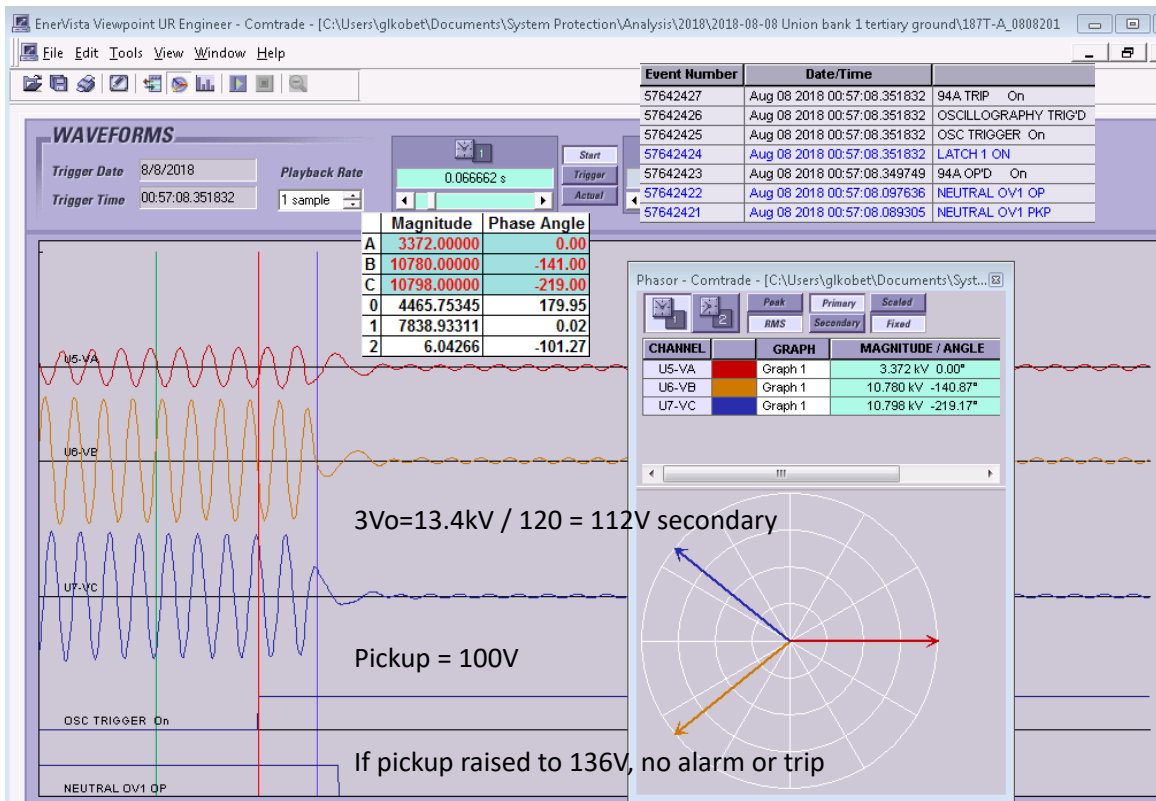 EnerVista Viewpoint UR Engineer - Comtrade - [C:\Users\glkobet\Documents\System Protection\Analysis\2018\2018-08-08 Union bank 1 tertiary ground\187T-A_0808201
File Edit Tools View Window Help
Event Number Date/Time
57642427 Aug 08 2018 00:57:08.351832 94A TRIP On
57642426 Aug 08 2018 00:57:08.351832 OSCILLOGRAPHY TRIG'D
57642425 Aug 08 2018 00:57:08.351832 OSC TRIGGER On
57642424 Aug 08 2018 00:57:08.351832 LATCH 1 ON
57642423 Aug 08 2018 00:57:08.349749 94A OP'D On
57642422 Aug 08 2018 00:57:08.097636 NEUTRAL OV1 OP
57642421 Aug 08 2018 00:57:08.089305 NEUTRAL OV1 PKP
WAVEFORMS
Trigger Date 8/8/2018
Trigger Time 00:57:08.351832
Playback Rate
1 sample
1
0.066662 s
Start
Trigger
Actual
Magnitude Phase Angle
A 3372.00000 0.00
B 10780.00000 -141.00
C 10798.00000 -219.00
0 4465.75345 179.95
1 7838.93311 0.02
2 6.04266 -101.27
Phasor - Comtrade - [C:\Users\glkobet\Documents\Syst...
1 2
Peak Primary Scaled
RMS Secondary Fixed
CHANNEL GRAPH MAGNITUDE / ANGLE
U5-VA Graph 1 3.372 kV 0.00°
U6-VB Graph 1 10.780 kV -140.87°
U7-VC Graph 1 10.798 kV -219.17°
U5-VA
U6-VB
3Vo=13.4kV / 120 = 112V secondary
U7-VC
Pickup = 100V
OSC TRIGGER On
If pickup raised to 136V, no alarm or trip
NEUTRAL OV1 OP